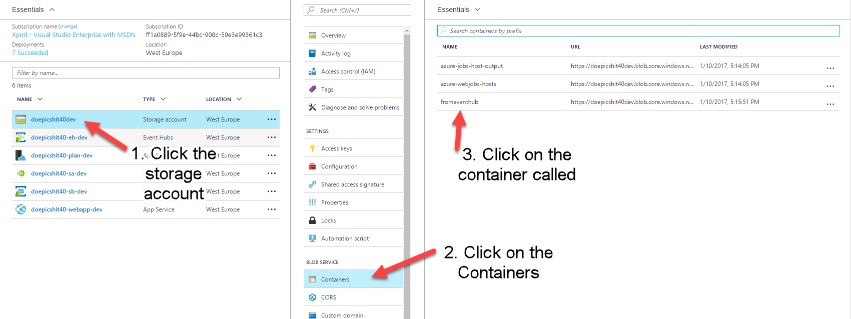 Essentials
Subscription name (change)
Subscription ID
Xpirit - Visual Studio Enterprise with MSDN
ff1a0889-5f9e-44bc-908c-59e3e99361c3
Deployments
Location
7 Succeeded
West Europe
Filter by name...
6 items
NAME TYPE LOCATION
doepicshit40dev Storage account West Europe
doepicshit40-eh-dev Event Hubs West Europe
doepicshit40-plan-dev West Europe
doepicshit40-sa-dev West Europe
doepicshit40-sb-dev West Europe
doepicshit40-webapp-dev App Service West Europe
1. Click the
storage
account
Search (Ctrl+/)
Overview
Activity log
Access control (IAM)
Tags
Diagnose and solve problems
SETTINGS
Access keys
Configuration
Shared access signature
Properties
Locks
Automation script
BLOB SERVICE
Containers
CORS
Custom domain
2. Click on the
Containers
Essentials
Search containers by prefix
NAME URL LAST MODIFIED
azure-jobs-host-output https://doepicshit40dev.blob.core.windows.n... 1/10/2017, 5:14:05 PM
azure-webjobs-hosts https://doepicshit40dev.blob.core.windows.n... 1/10/2017, 5:14:05 PM
fromeventhub https://doepicshit40dev.blob.core.windows.n... 1/10/2017, 5:15:51 PM
3. Click on the
container called